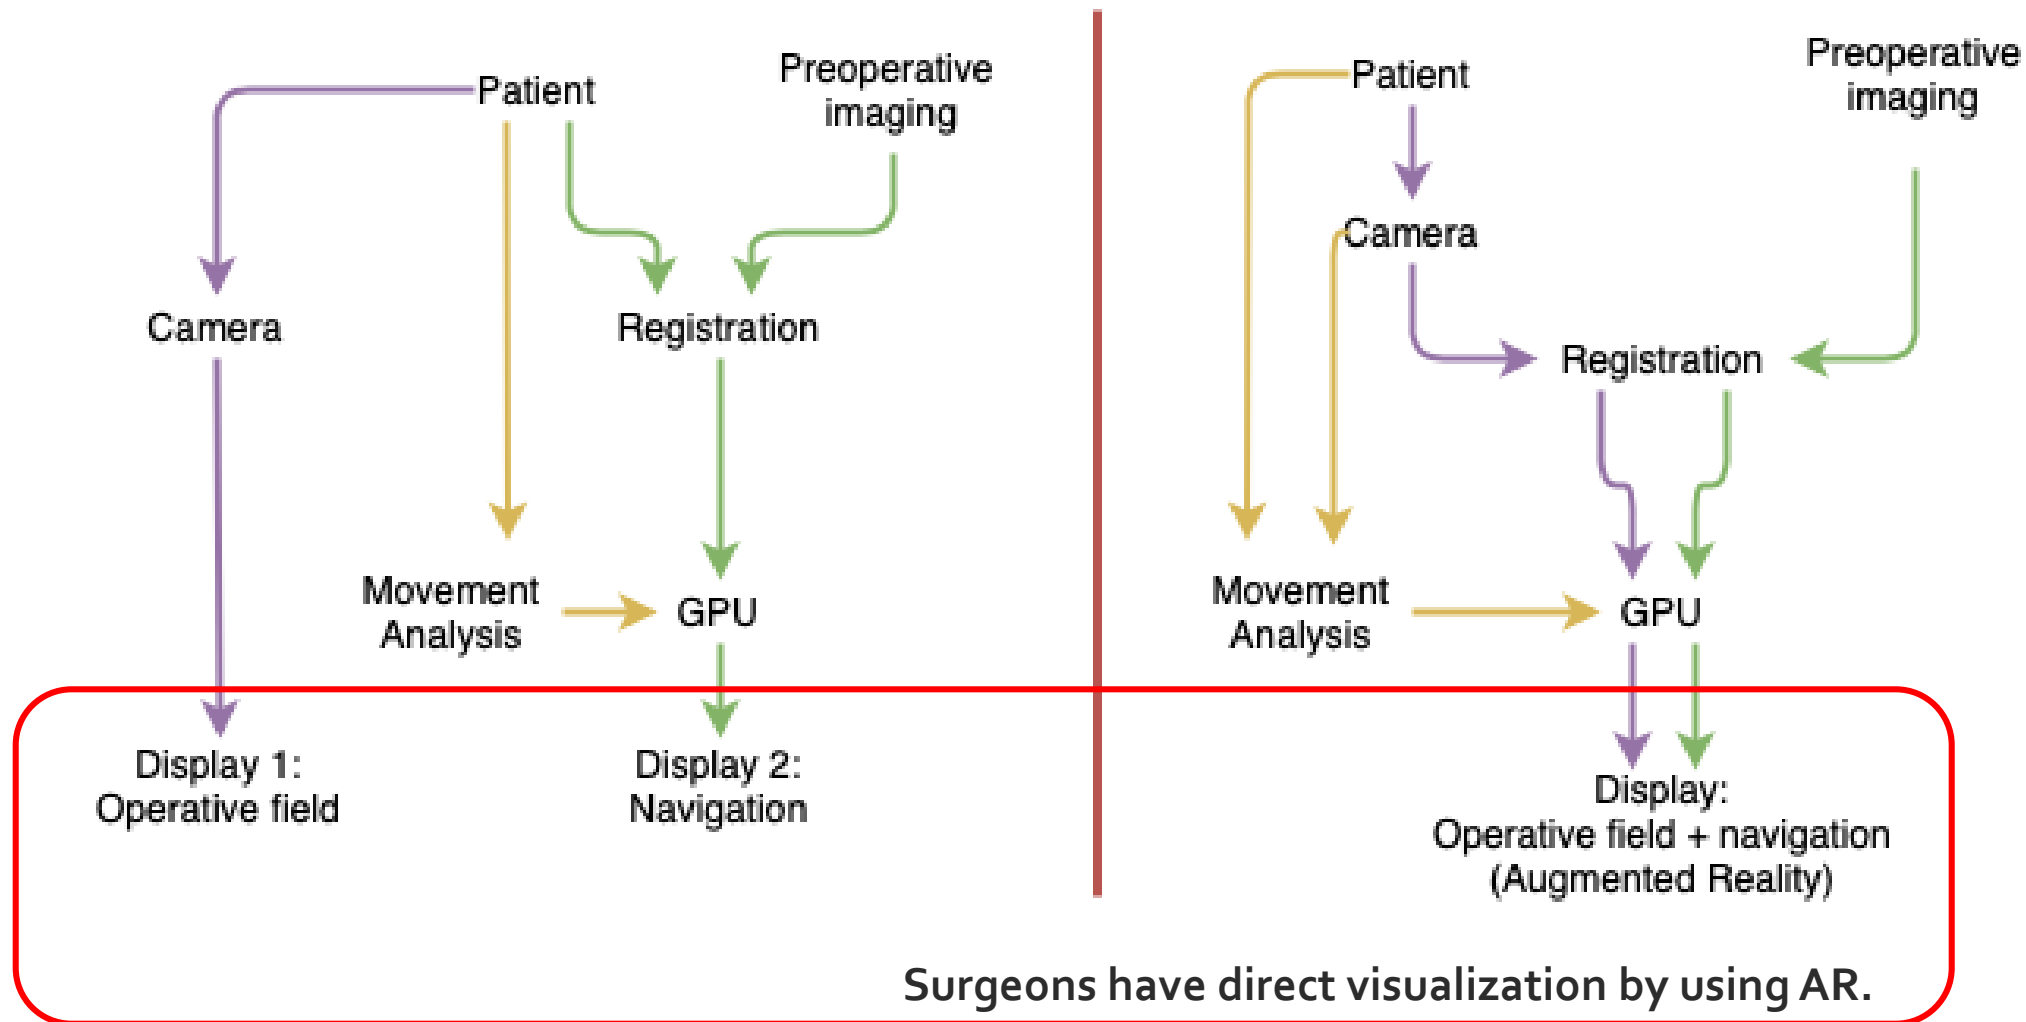 Patient
Preoperative
imaging
Camera
Registration
Movement
Analysis
GPU
Display 1:
Operative field
Display 2:
Navigation
Patient
Preoperative
imaging
Camera
Registration
Movement
Analysis
GPU
Display:
Operative field + navigation
(Augmented Reality)
Surgeons have direct visualization by using AR.